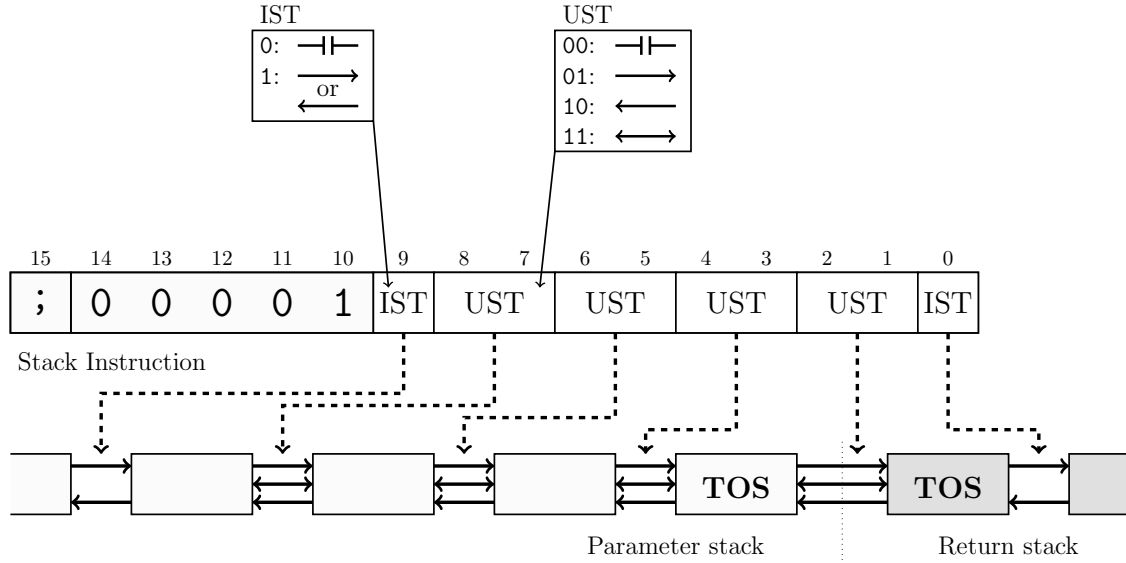 IST UST
0: 00:
1: 01:
or
10:
11:
15 14 13 12 11 10 9 8 7 6 5 4 3 2 1 0
; 0 0 0 0 1 IST UST UST UST UST IST
Stack Instruction
TOS TOS
Parameter stack Return stack